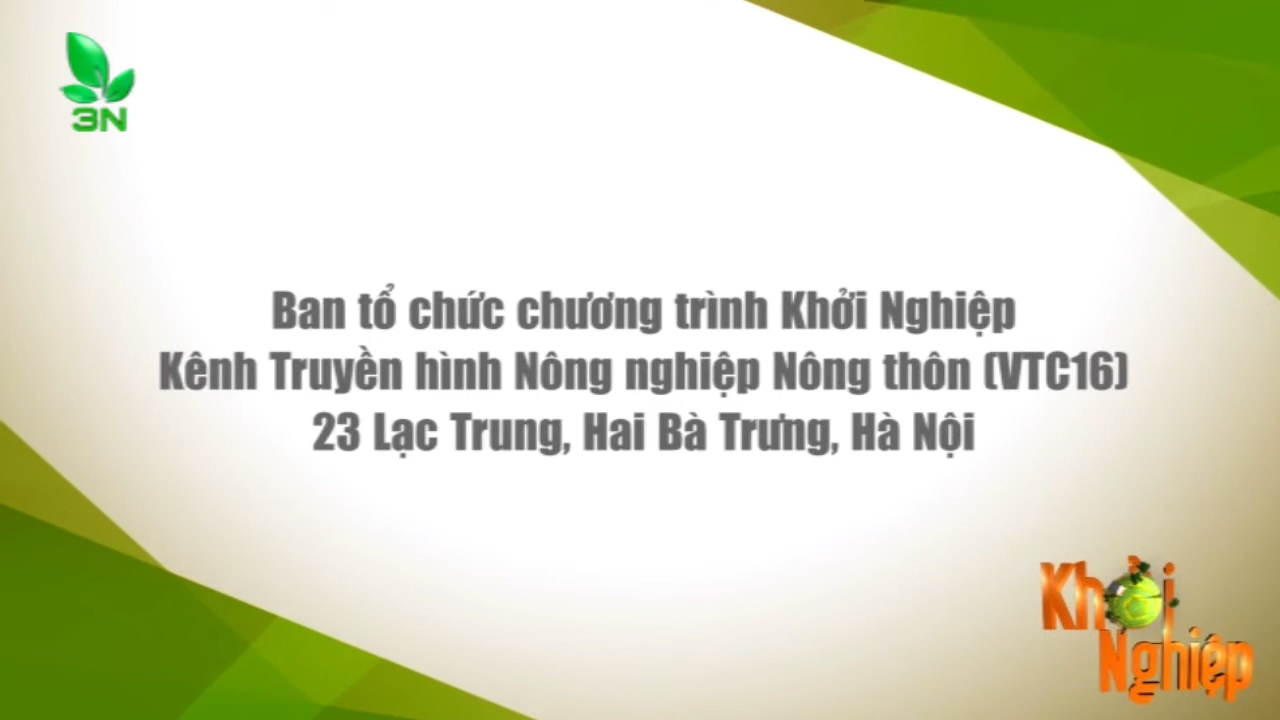 3N
Ban tổ chức chương trình Khởi Nghiệp
Kênh Truyền hình Nông nghiệp Nông thôn (VTC16)
23 Lạc Trung, Hai Bà Trưng, Hà Nội
Khởi
Nghiệp